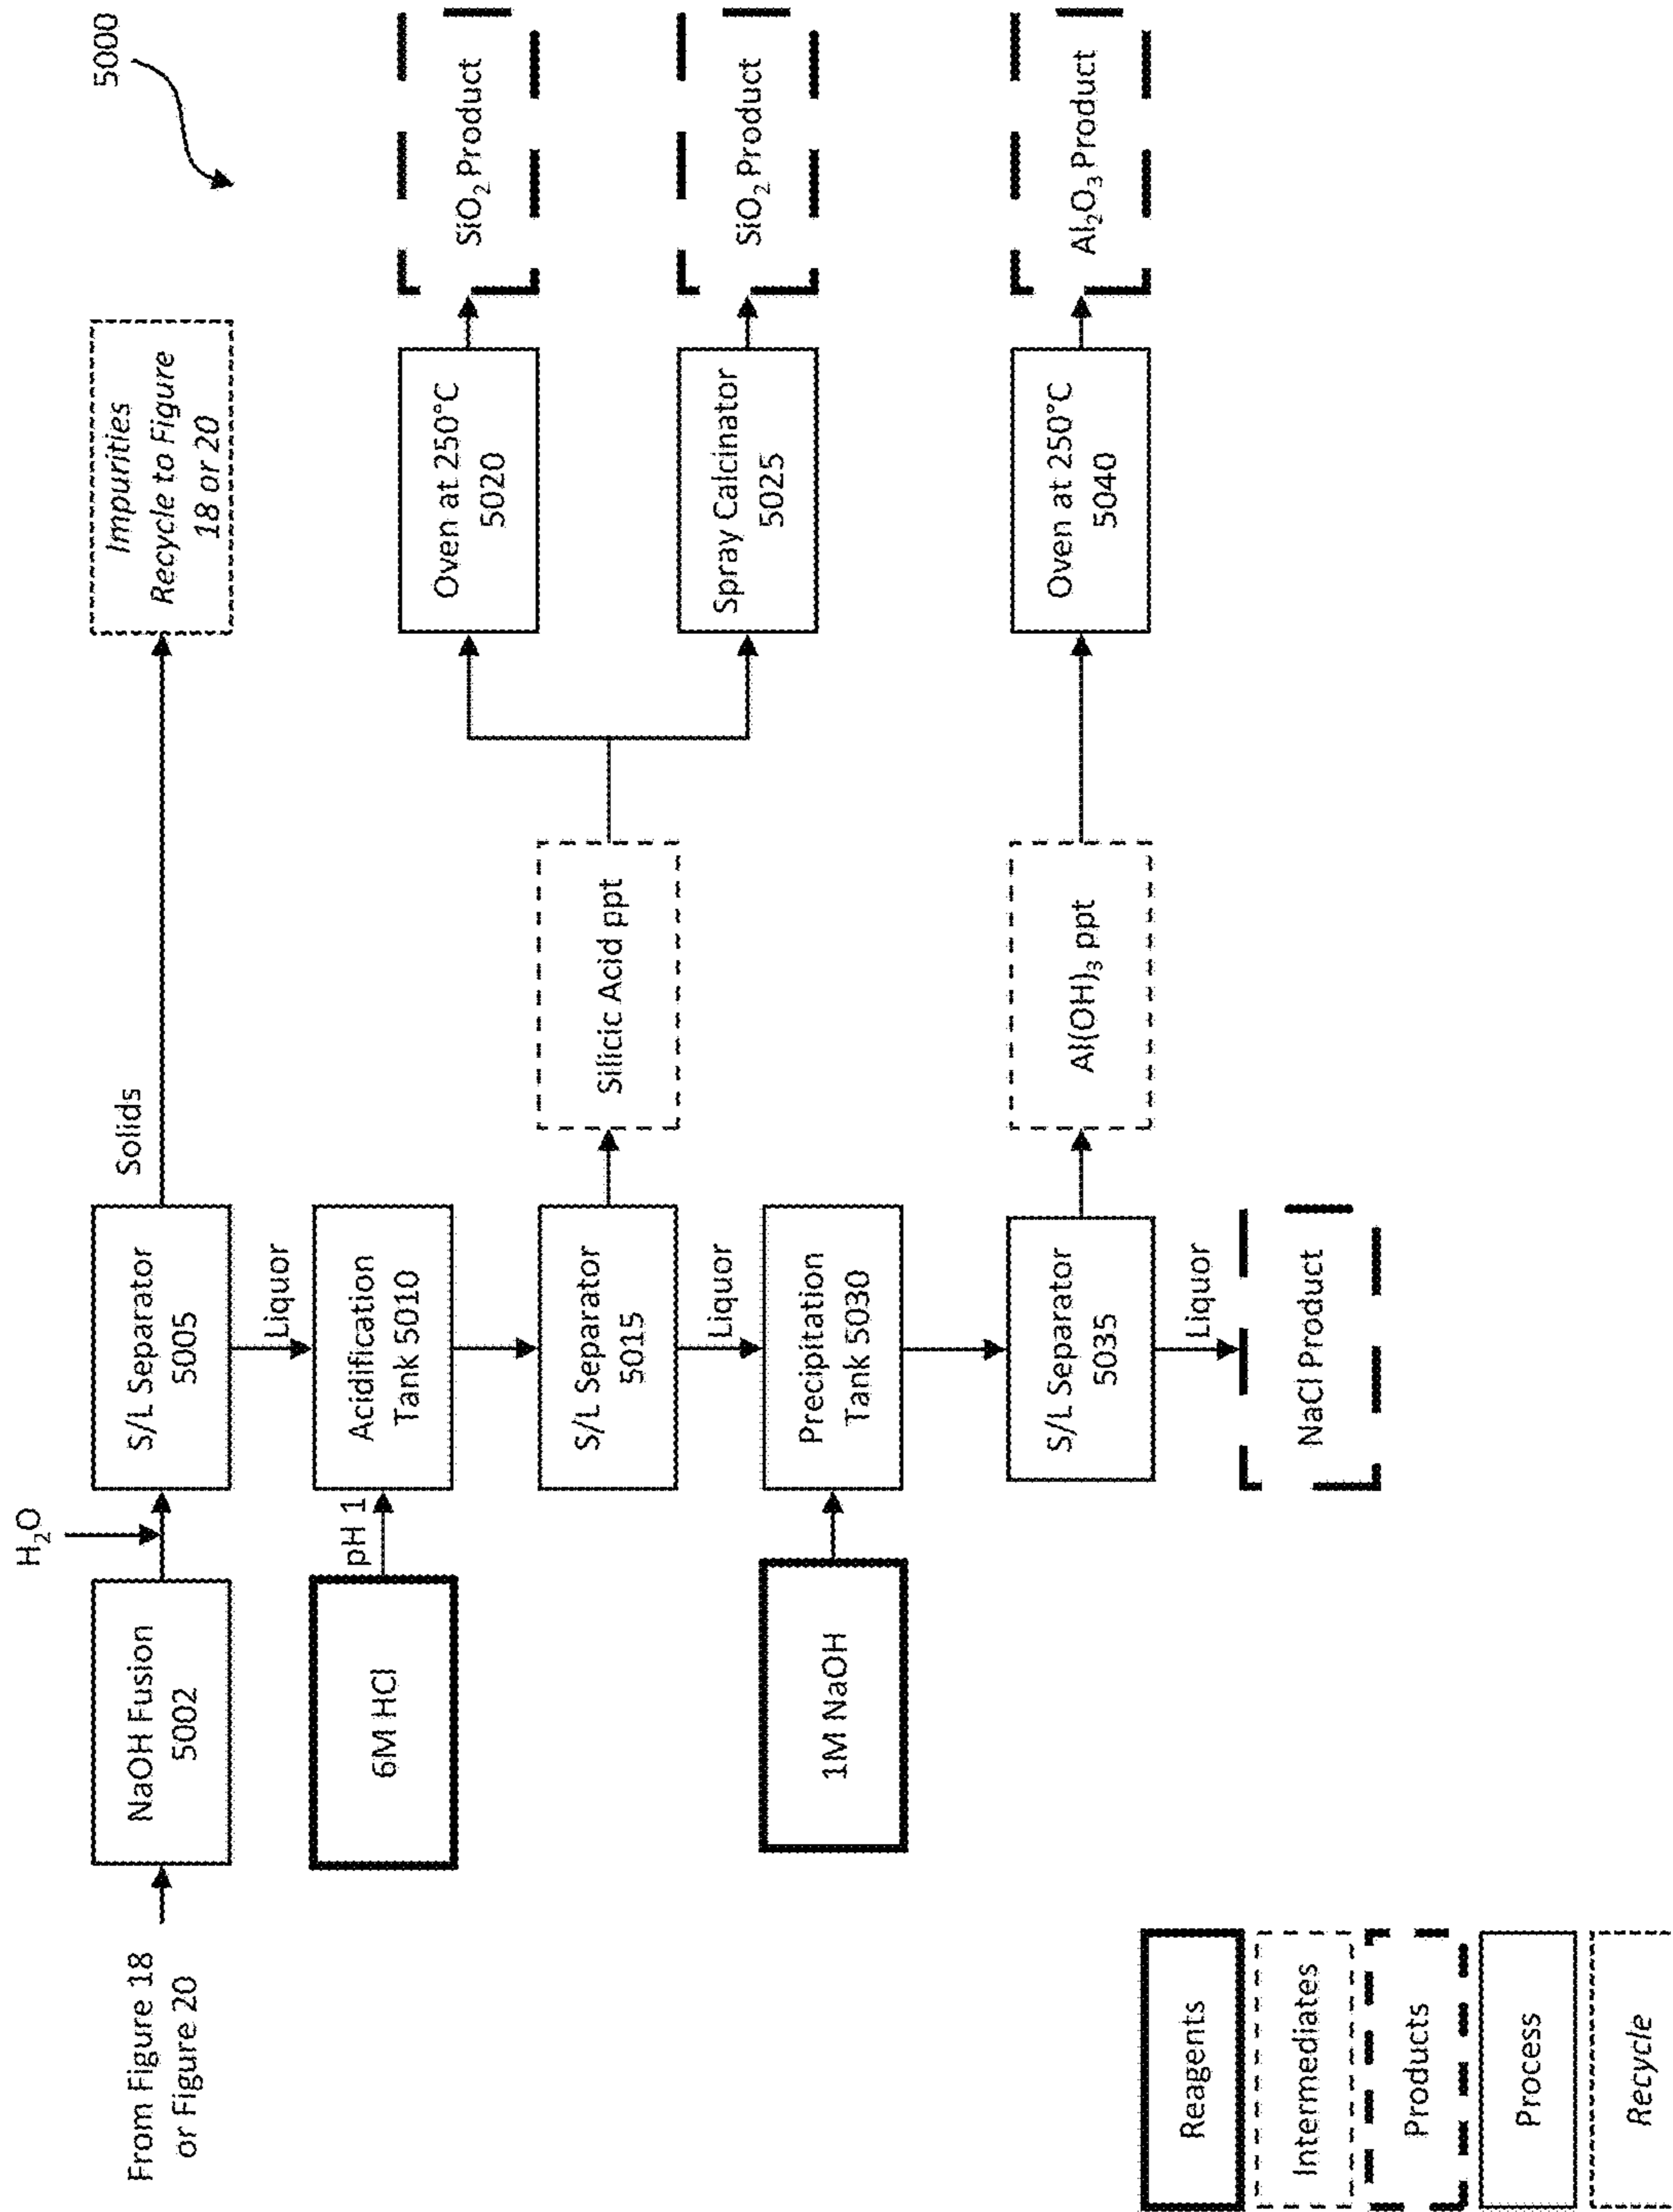 5000
From Figure 18
or Figure 20
NaOH Fusion
5002
H₂O
S/L Separator
5005
Solids
Impurities
Recycle to Figure
18 or 20
Liquor
6M HCl
pH 1
Acidification
Tank 5010
S/L Separator
5015
Silicic Acid ppt
Oven at 250°C
5020
SiO₂ Product
Spray Calcinator
5025
SiO₂ Product
Liquor
1M NaOH
Precipitation
Tank 5030
S/L Separator
5035
Al(OH)₃ ppt
Oven at 250°C
5040
Al₂O₃ Product
Liquor
NaCl Product
Reagents
Intermediates
Products
Process
Recycle